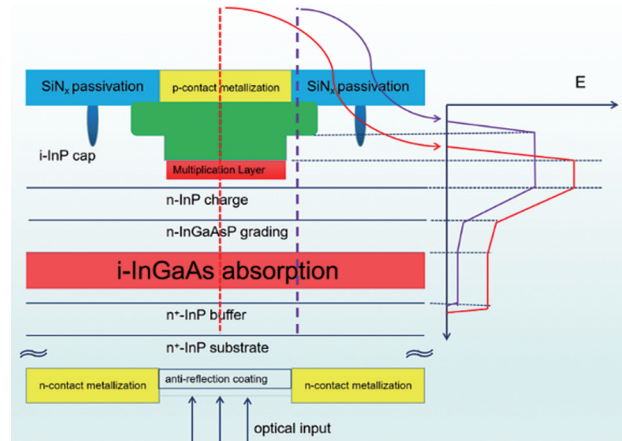 E
SiNx passivation
p-contact metallization
SiNx passivation
i-InP cap
Multiplication Layer
n-InP charge
n-InGaAsP grading
i-InGaAs absorption
n⁺-InP buffer
n⁺-InP substrate
n-contact metallization
anti-reflection coating
n-contact metallization
optical input